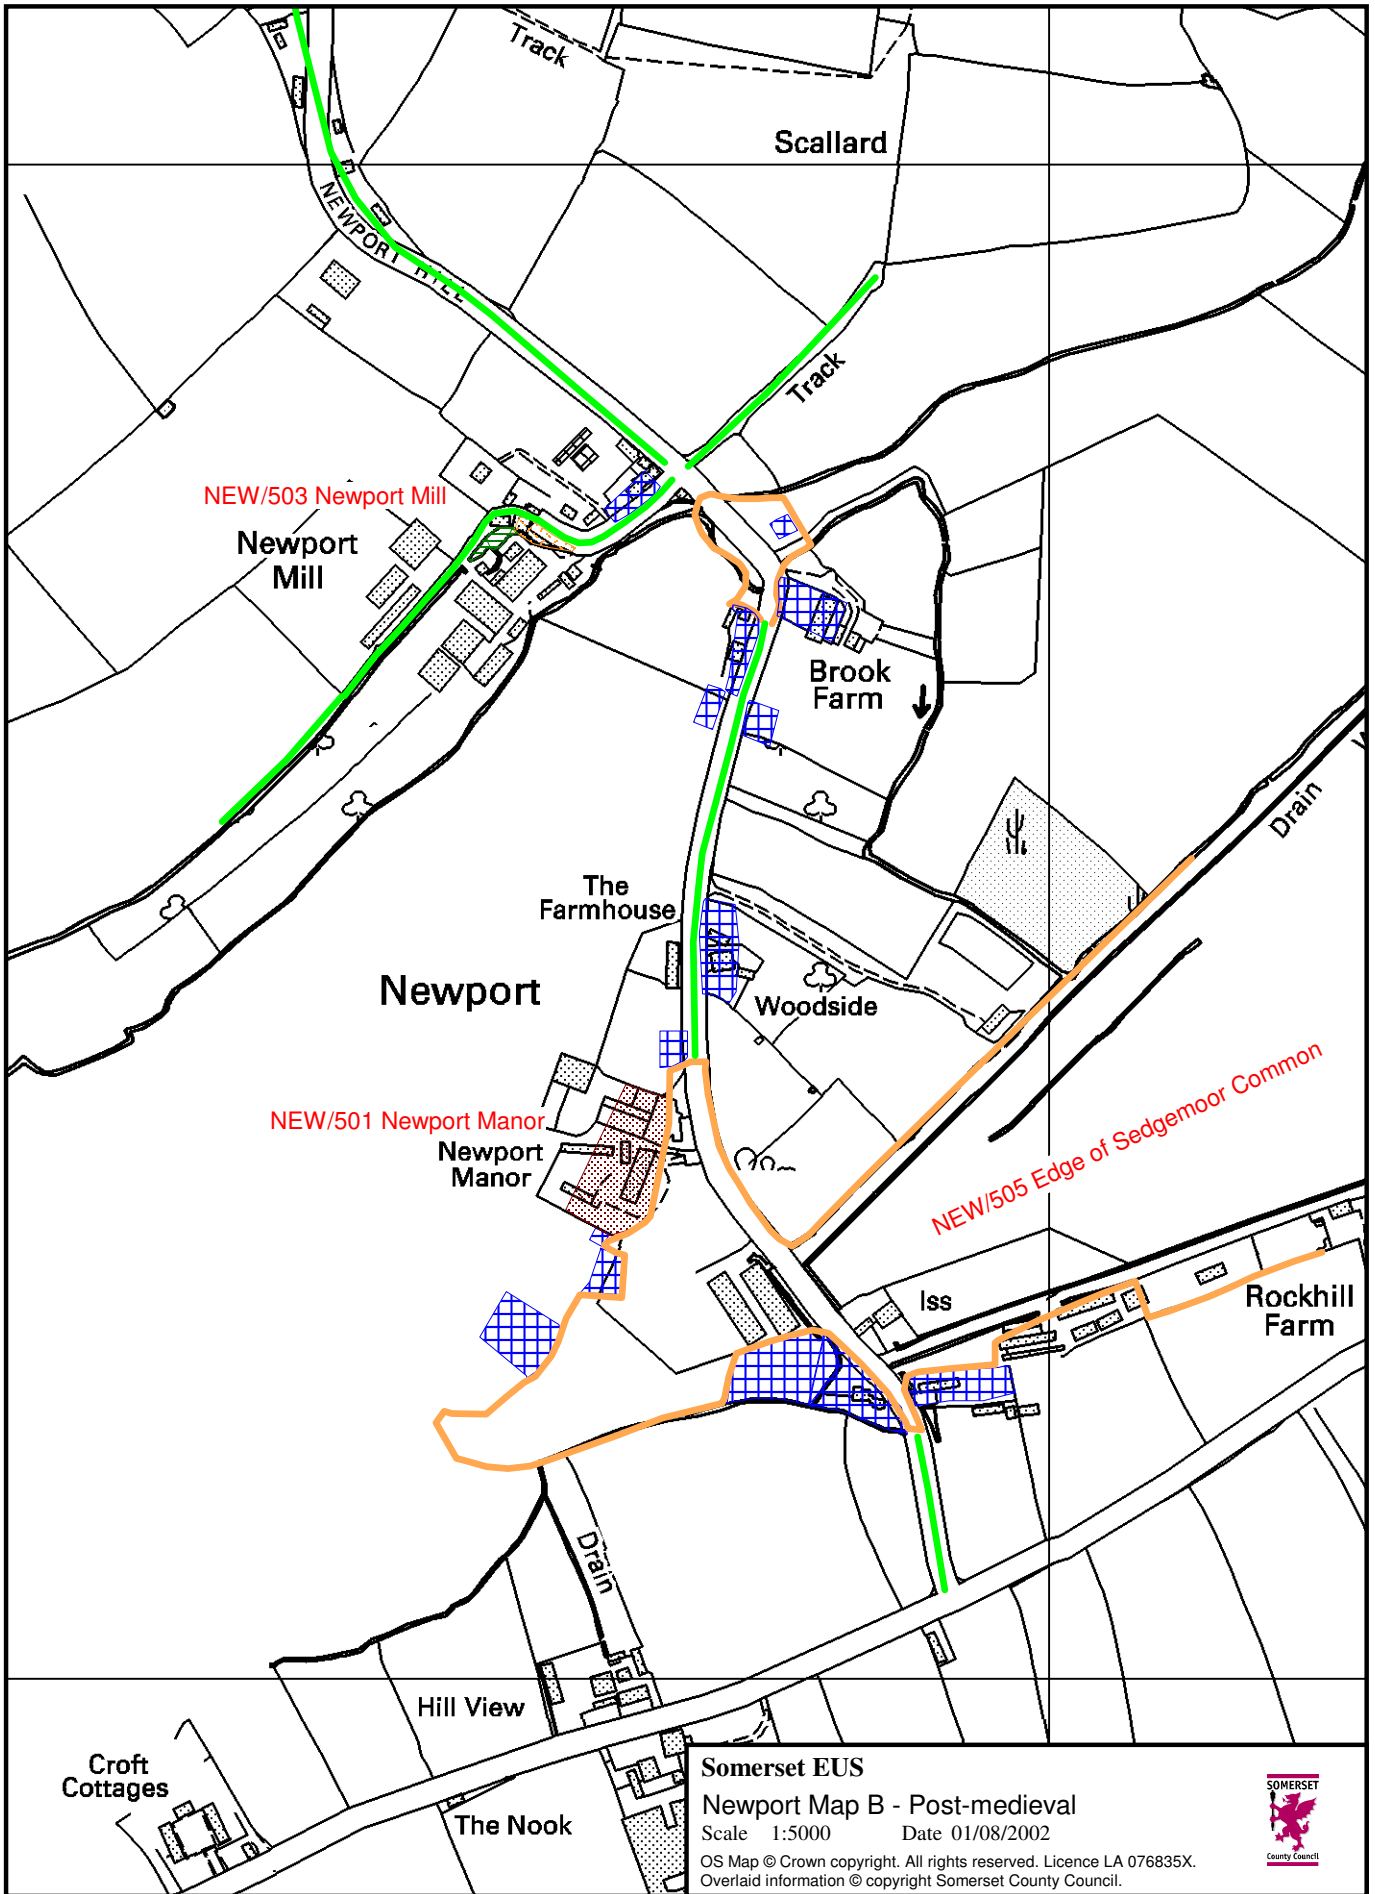 Track
Scallard
NEWPORT HILL
Track
NEW/503 Newport Mill
Newport
Mill
Brook
Farm
Drain
The
Farmhouse
Newport
Woodside
NEW/501 Newport Manor
Newport
Manor
NEW/505 Edge of Sedgemoor Common
Iss
Rockhill
Farm
Drain
Hill View
Croft
Cottages
The Nook
Somerset EUS
Newport Map B - Post-medieval
Scale 1:5000 Date 01/08/2002
OS Map © Crown copyright. All rights reserved. Licence LA 076835X.
Overlaid information © copyright Somerset County Council.
SOMERSET
County Council